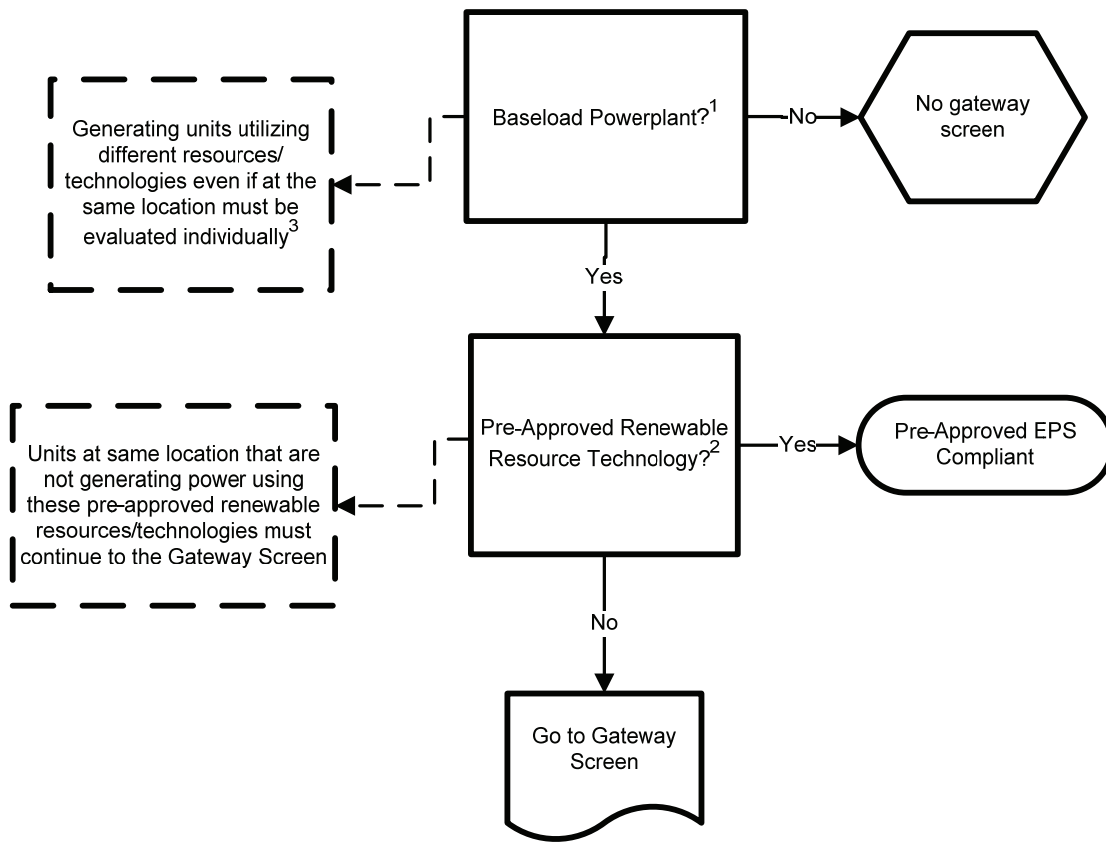 Baseload Powerplant?1
No
No gateway
screen
Generating units utilizing
different resources/
technologies even if at the
same location must be
evaluated individually3
Yes
Pre-Approved Renewable
Resource Technology?2
Yes
Pre-Approved EPS
Compliant
Units at same location that are
not generating power using
these pre-approved renewable
resources/technologies must
continue to the Gateway Screen
No
Go to Gateway
Screen